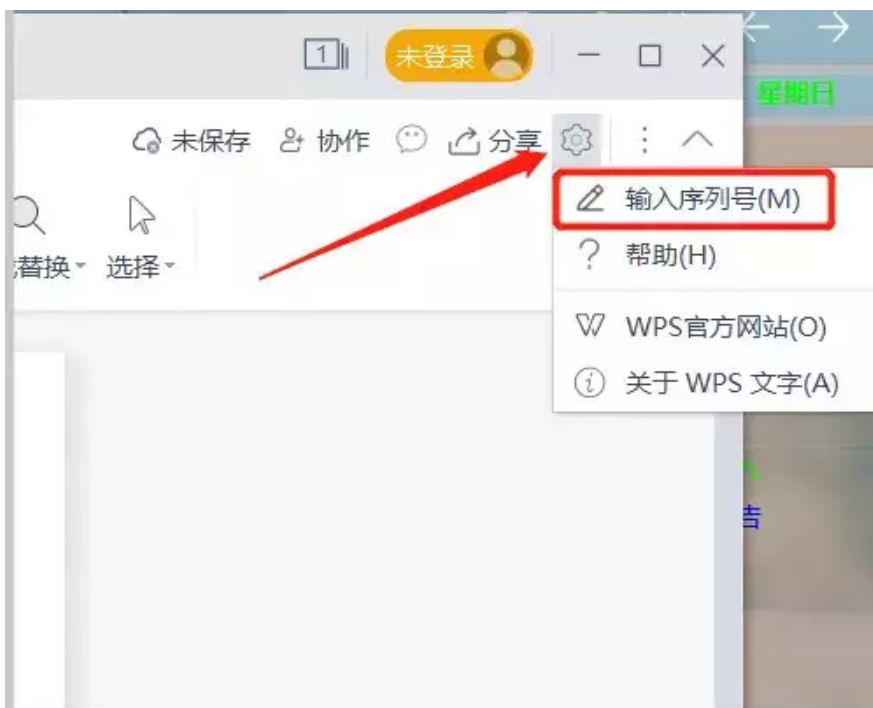 1
未登录
星期日
未保存
协作
分享
输入序列号(M)
替换
选择
帮助(H)
WPS官方网站(O)
关于 WPS 文字(A)
告